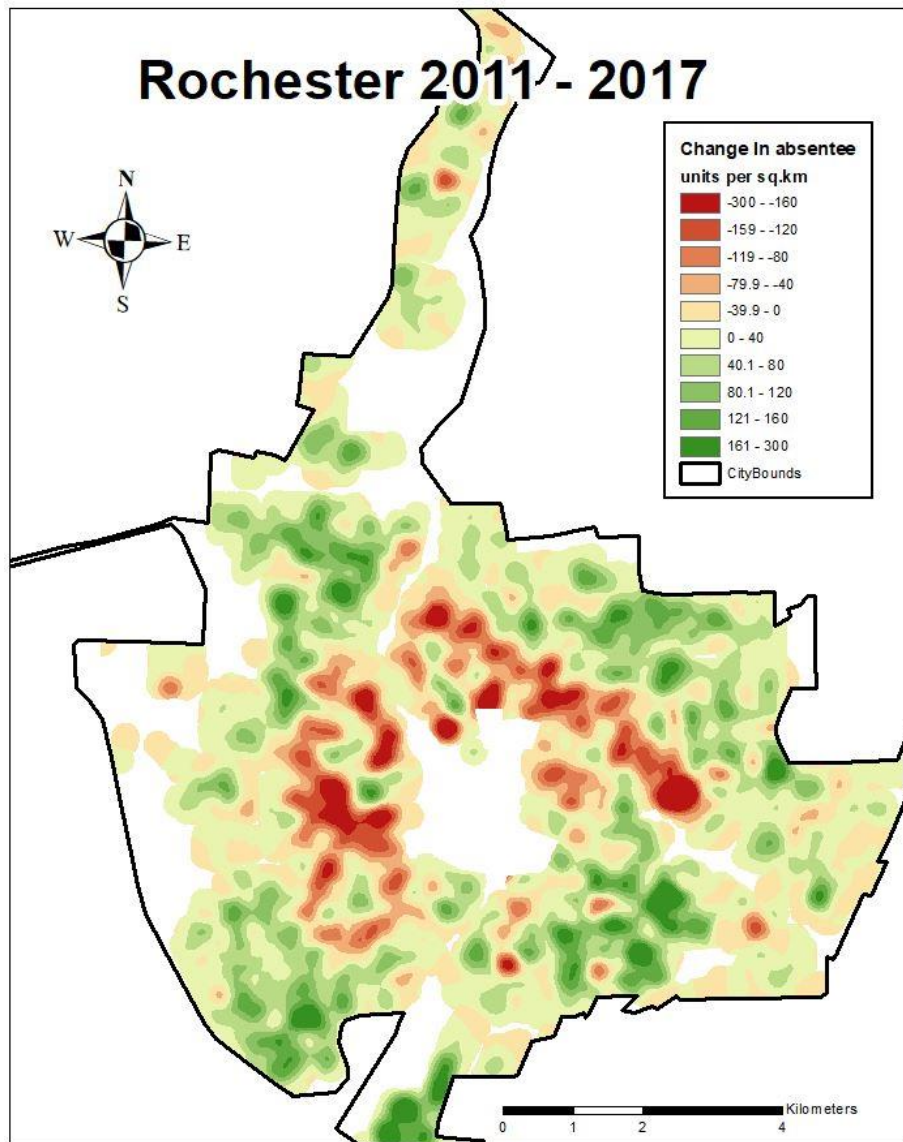 Rochester 2011 - 2017
N
W E
S
Change in absentee
units per sq.km
-300 - -160
-159 - -120
-119 - -80
-79.9 - -40
-39.9 - 0
0 - 40
40.1 - 80
80.1 - 120
121 - 160
161 - 300
CityBounds
Kilometers
0 1 2 4